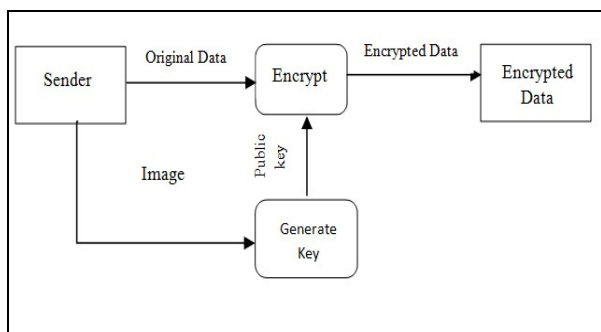 Sender
Original Data
Encrypt
Encrypted Data
Encrypted
Data
Image
Public
key
Generate
Key